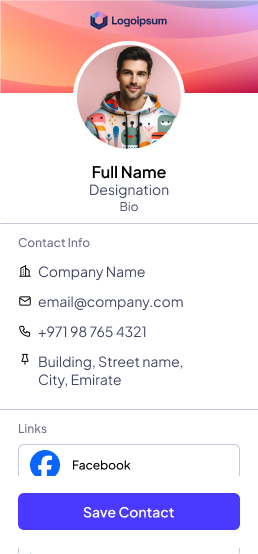 Logoipsum
Full Name
Designation
Bio
Contact Info
Company Name
email@company.com
+971 98 765 4321
Building, Street name,
City, Emirate
Links
Facebook
Save Contact